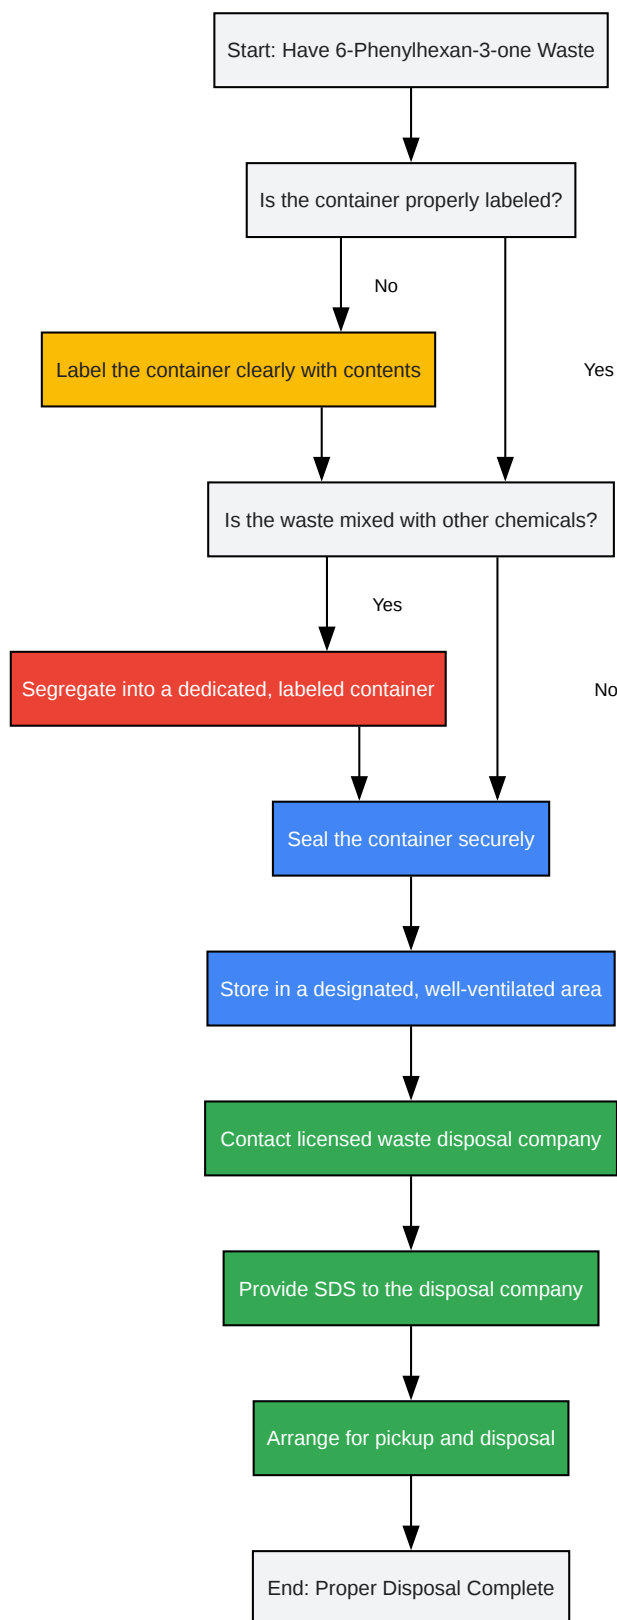 Start: Have 6-Phenylhexan-3-one Waste
Is the container properly labeled?
No
Label the container clearly with contents
Yes
Is the waste mixed with other chemicals?
Yes
Segregate into a dedicated, labeled container
No
Seal the container securely
Store in a designated, well-ventilated area
Contact licensed waste disposal company
Provide SDS to the disposal company
Arrange for pickup and disposal
End: Proper Disposal Complete